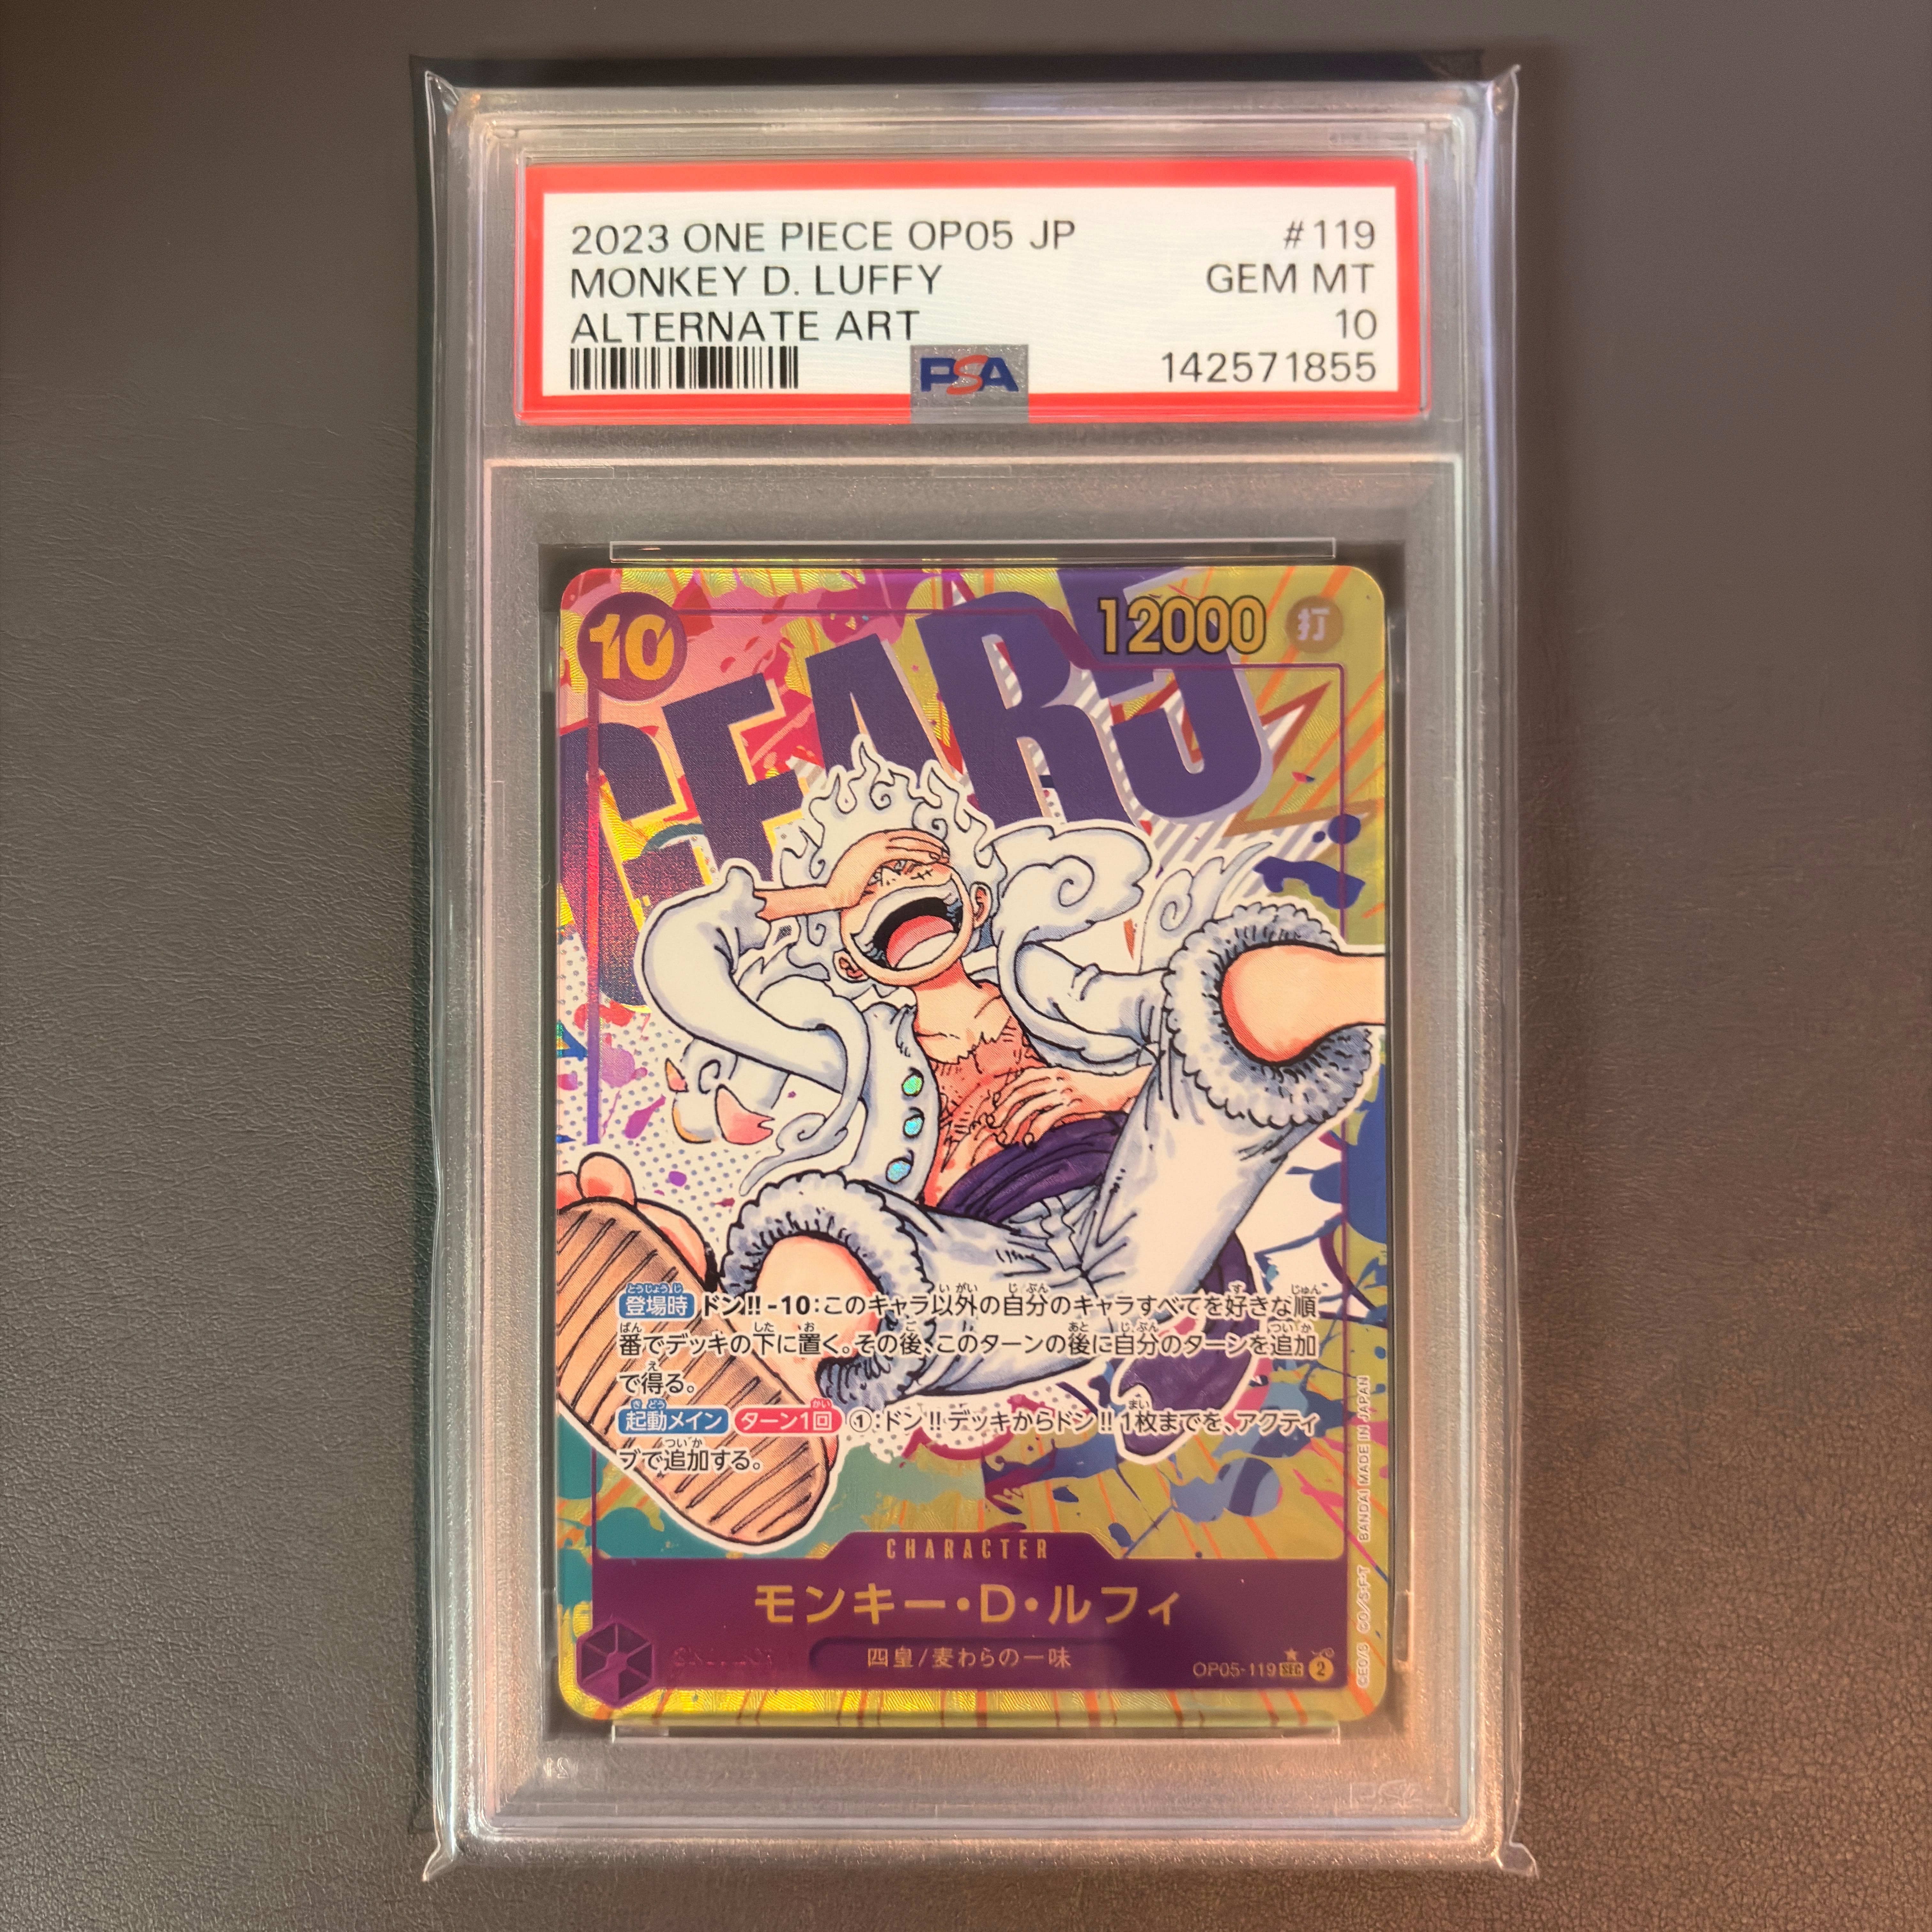 2023 ONE PIECE OP05 JP #119
MONKEY D. LUFFY GEM MT
ALTERNATE ART 10
PSA 142571855
10 12000 打
GEAR5
登場時 ドン!!-10:このキャラ以外の自分のキャラすべてを好きな順
番でデッキの下に置く。その後、このターンの後に自分のターンを追加
で得る。
起動メイン ターン1回 ①:ドン!!デッキからドン!!1枚までを、アクティ
ブで追加する。
CHARACTER
モンキー・D・ルフィ
四皇/麦わらの一味
OP05-119 SEC 2
BANDAI MADE IN JAPAN